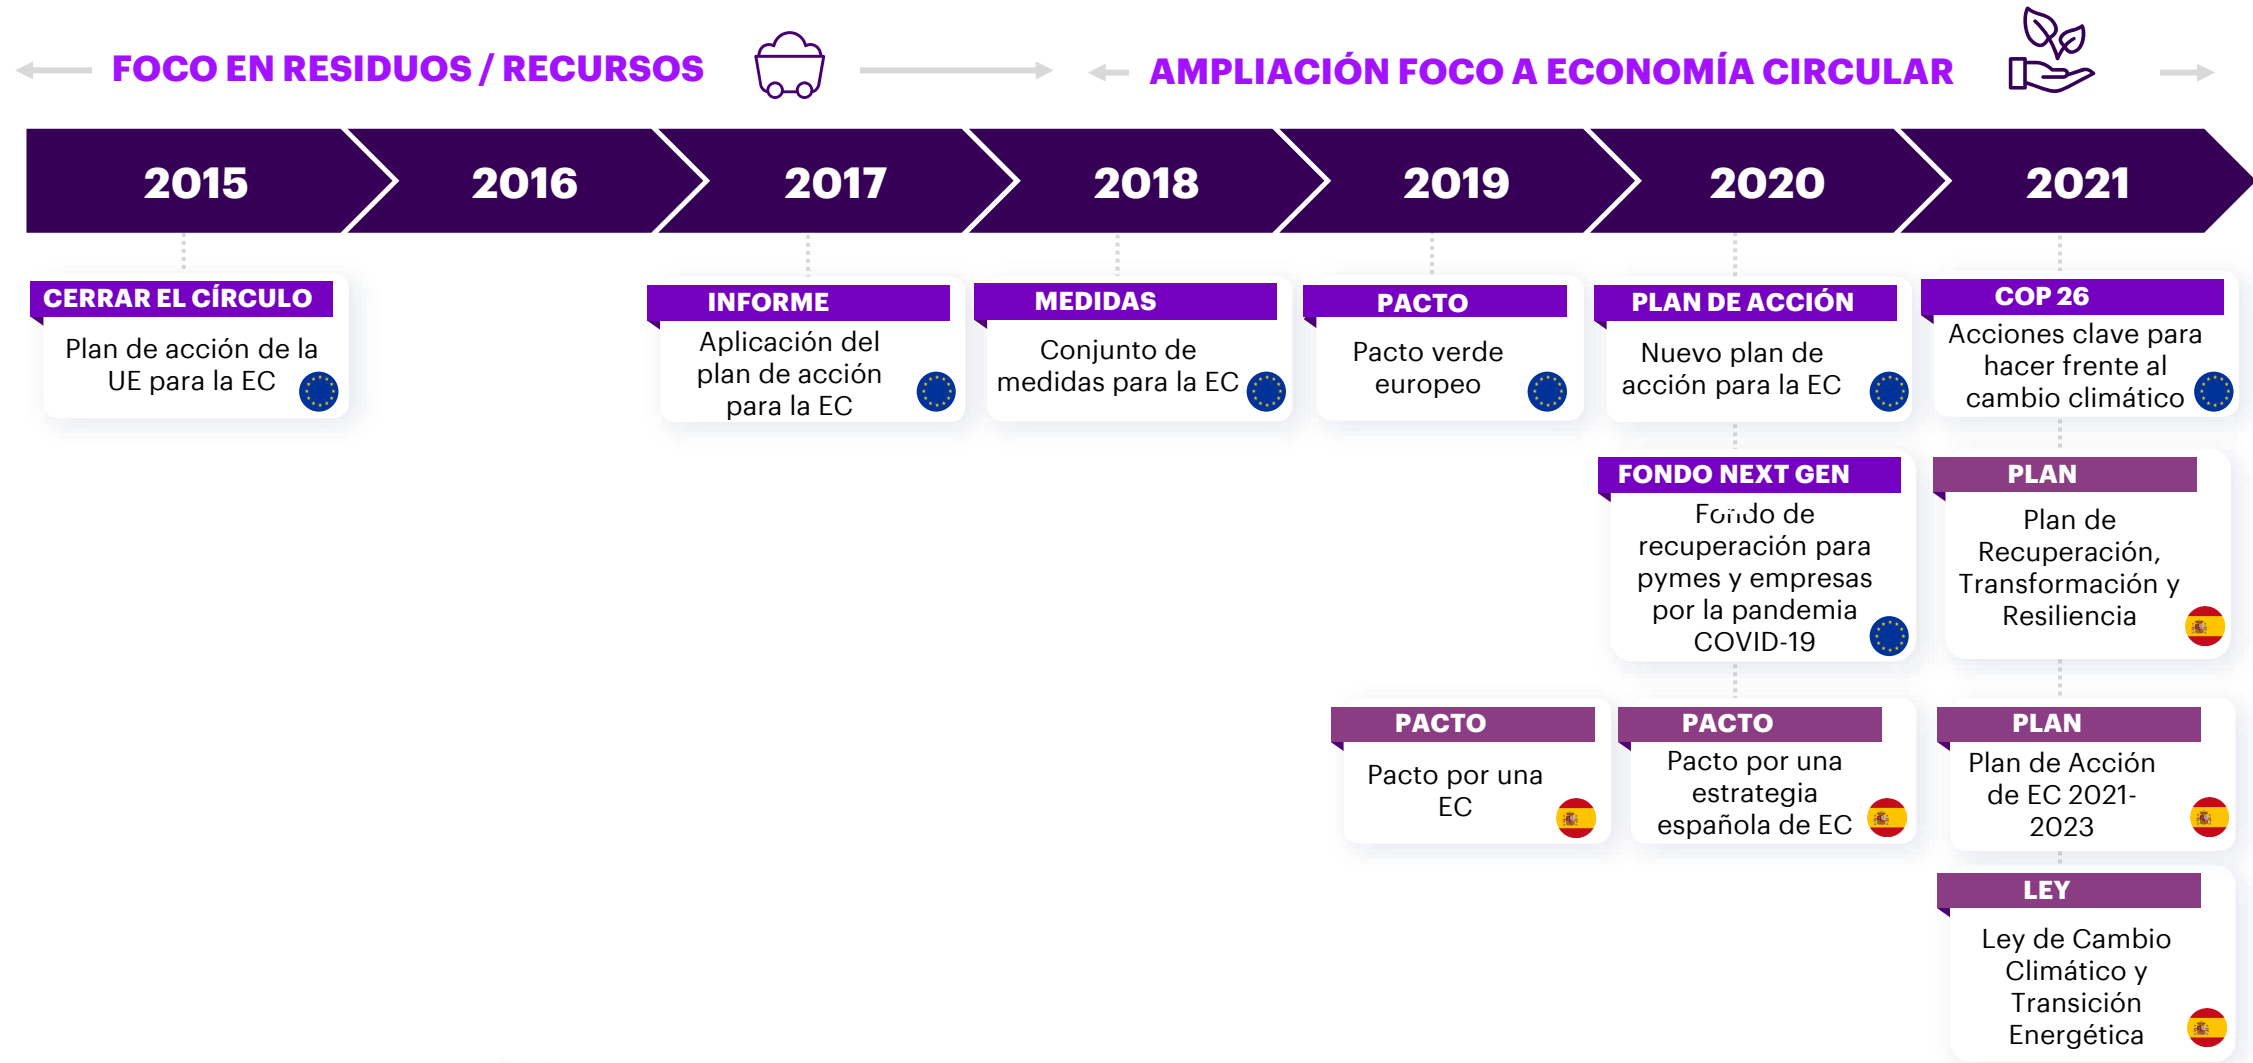 FOCO EN RESIDUOS / RECURSOS
AMPLIACIÓN FOCO A ECONOMÍA CIRCULAR
2015
2016
2017
2018
2019
2020
2021
CERRAR EL CÍRCULO
Plan de acción de la
UE para la EC
INFORME
Aplicación del
plan de acción
para la EC
MEDIDAS
Conjunto de
medidas para la EC
PACTO
Pacto verde
europeo
PLAN DE ACCIÓN
Nuevo plan de
acción para la EC
COP 26
Acciones clave para
hacer frente al
cambio climático
FONDO NEXT GEN
Fondo de
recuperación para
pymes y empresas
por la pandemia
COVID-19
PLAN
Plan de
Recuperación,
Transformación y
Resiliencia
PACTO
Pacto por una
EC
PACTO
Pacto por una
estrategia
española de EC
PLAN
Plan de Acción
de EC 2021-
2023
LEY
Ley de Cambio
Climático y
Transición
Energética